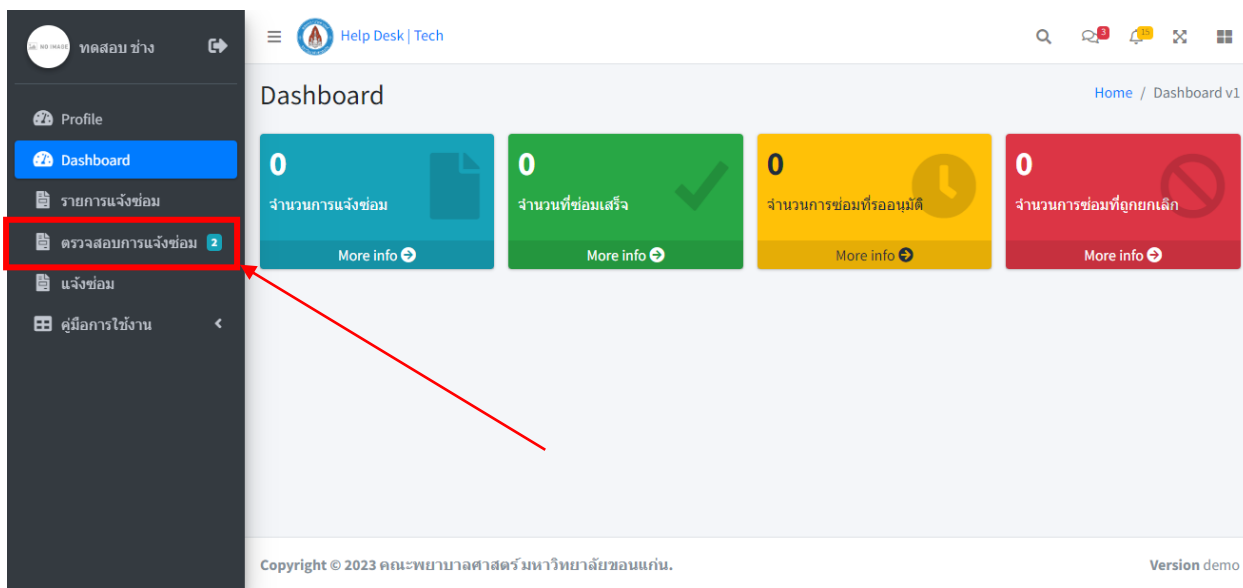 NO IMAGE
ทดสอบ ช่าง
Help Desk | Tech
3
15
Profile
Dashboard
รายการแจ้งซ่อม
ตรวจสอบการแจ้งซ่อม 2
แจ้งซ่อม
คู่มือการใช้งาน
Dashboard
Home / Dashboard v1
0
จำนวนการแจ้งซ่อม
More info
0
จำนวนที่ซ่อมเสร็จ
More info
0
จำนวนการซ่อมที่รออนุมัติ
More info
0
จำนวนการซ่อมที่ถูกยกเลิก
More info
Copyright © 2023 คณะพยาบาลศาสตร์ มหาวิทยาลัยขอนแก่น.
Version demo